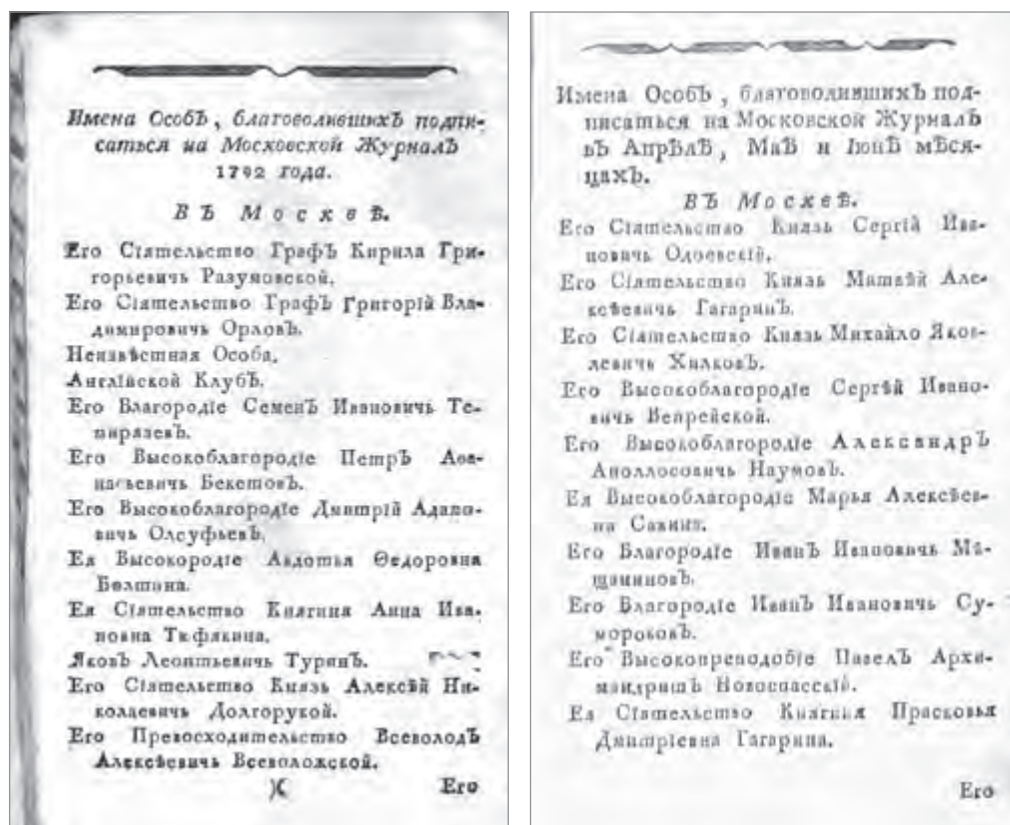 Имена Особъ, благоволившихъ подпи-
саться на Московской Журналъ
1792 года.
Въ Москвѣ.
Его Сіятельство Графъ Кирила Гри-
горьевичь Разумовской.
Его Сіятельство Графъ Григорій Вла-
димировичь Орловъ.
Неизвѣстная Особа.
Англійской Клубъ.
Его Благородіе Семенъ Ивановичь Те-
мирязевъ.
Его Высокоблагородіе Петръ Аѳа-
насьевичь Бекетовъ.
Его Высокоблагородіе Дмитрій Адамо-
вичь Олсуфьевъ.
Ея Высокородіе Авдотья Ѳедоровна
Болтина.
Ея Сіятельство Княгиня Анна Ива-
новна Тюфякина.
Яковъ Леонтьевичь Туринъ.
Его Сіятельство Князь Алексѣй Ни-
колаевичь Долгорукой.
Его Превосходительство Всеволодъ
Алексѣевичь Всеволожской.
)( Его
Имена Особъ, благоволившихъ под-
писаться на Московской Журналъ
въ Апрѣлѣ, Маѣ и Іюнѣ мѣся-
цахъ.
Въ Москвѣ.
Его Сіятельство Князь Сергій Ива-
новичь Одоевскій.
Его Сіятельство Князь Матвѣй Але-
ксѣевичь Гагаринъ.
Его Сіятельство Князь Михайло Яков-
левичь Хилковъ.
Его Высокоблагородіе Сергѣй Ивано-
вичь Вепрейской.
Его Высокоблагородіе Александръ
Аполлосовичь Наумовъ.
Ея Высокоблагородіе Марья Алексѣев-
на Савина.
Его Благородіе Иванъ Ивановичь Мѣ-
щаниновъ.
Его Благородіе Иванъ Ивановичь Су-
мороковъ.
Его Высокопреподобіе Павелъ Архи-
мандритъ Новоспасскій.
Ея Сіятельство Княгиня Прасковья
Дмитріевна Гагарина.
Его